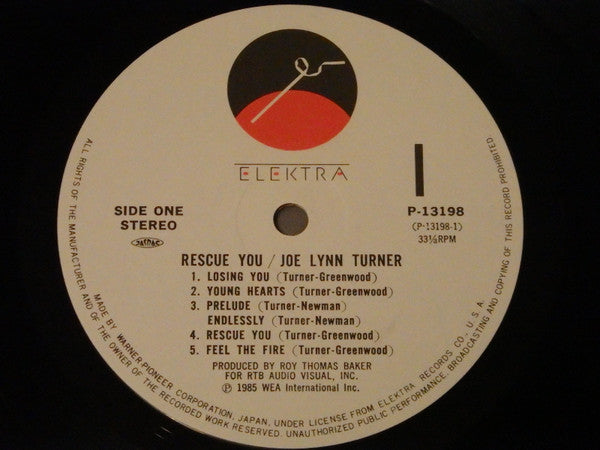 ELEKTRA
SIDE ONE
STEREO
JASRAC
P-13198
(P-13198-1)
33⅓RPM
RESCUE YOU / JOE LYNN TURNER
1. LOSING YOU (Turner-Greenwood)
2. YOUNG HEARTS (Turner-Greenwood)
3. PRELUDE (Turner-Newman)
ENDLESSLY (Turner-Newman)
4. RESCUE YOU (Turner-Greenwood)
5. FEEL THE FIRE (Turner-Greenwood)
PRODUCED BY ROY THOMAS BAKER
FOR RTB AUDIO VISUAL, INC.
Ⓟ 1985 WEA International Inc.
ALL RIGHTS OF THE MANUFACTURER AND OF THE OWNER OF THE RECORDED WORK RESERVED. UNAUTHORIZED PUBLIC PERFORMANCE, BROADCASTING AND COPYING OF THIS RECORD PROHIBITED.
MADE BY WARNER-PIONEER CORPORATION, JAPAN, UNDER LICENSE FROM ELEKTRA RECORDS CO., U.S.A.